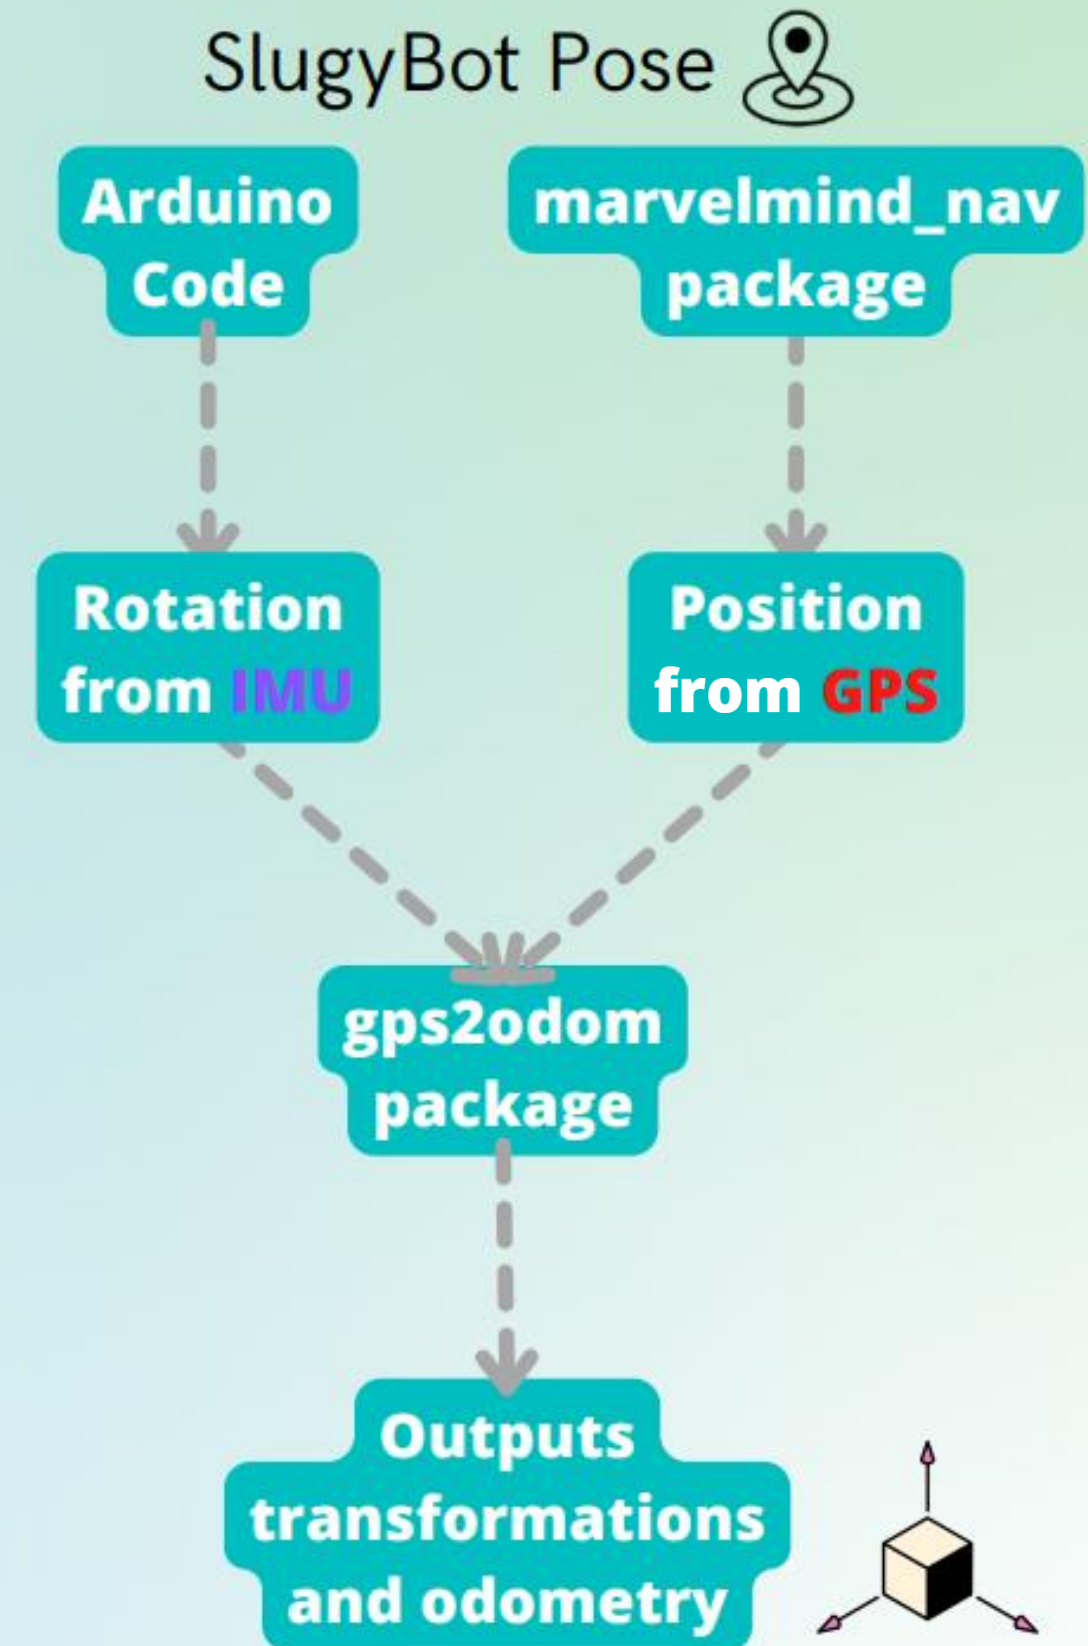 SlugyBot Pose
Arduino
Code
marvelmind_nav
package
Rotation
from IMU
Position
from GPS
gps2odom
package
Outputs
transformations
and odometry